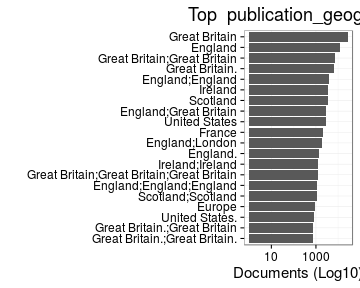 Top publication_geog
Great Britain
England
Great Britain;Great Britain
Great Britain.
England;England
Ireland
Scotland
England;Great Britain
United States
France
England;London
England.
Ireland;Ireland
Great Britain;Great Britain;Great Britain
England;England;England
Scotland;Scotland
Europe
United States.
Great Britain.;Great Britain
Great Britain.;Great Britain.
10 1000
Documents (Log10)